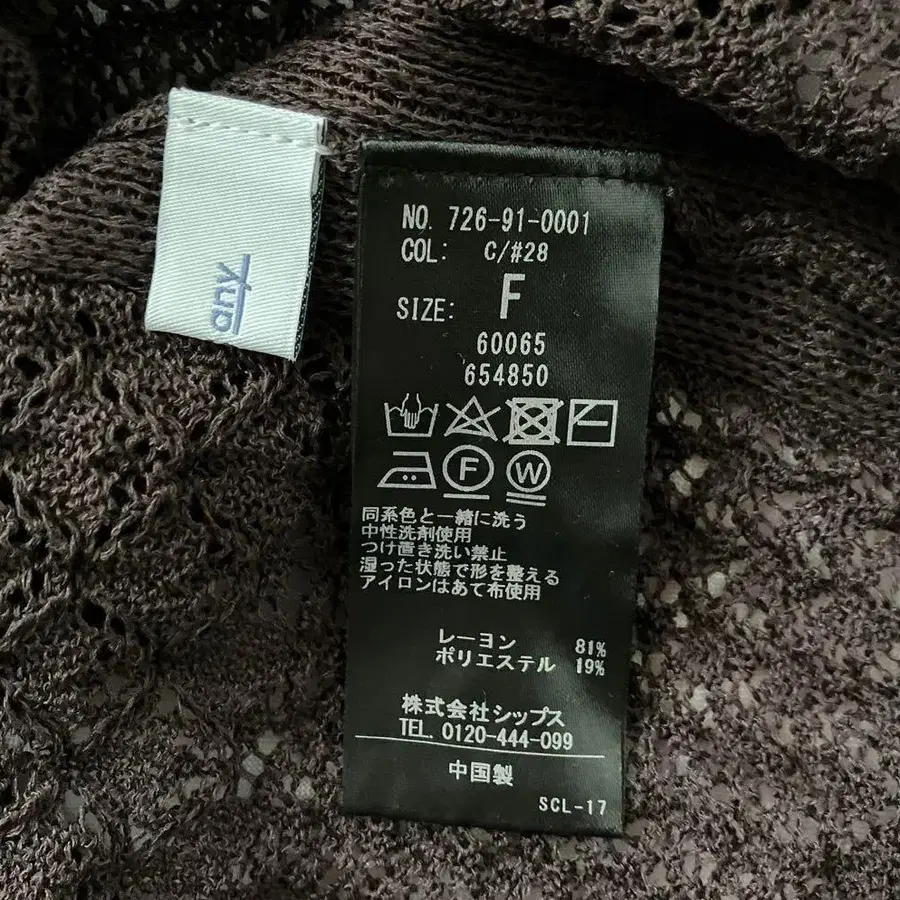 any
NO. 726-91-0001
COL: C/#28
SIZE: F
60065
654850
F W
同系色と一緒に洗う
中性洗剤使用
つけ置き洗い禁止
湿った状態で形を整える
アイロンはあて布使用
レーヨン 81%
ポリエステル 19%
株式会社シップス
TEL. 0120-444-099
中国製
SCL-17